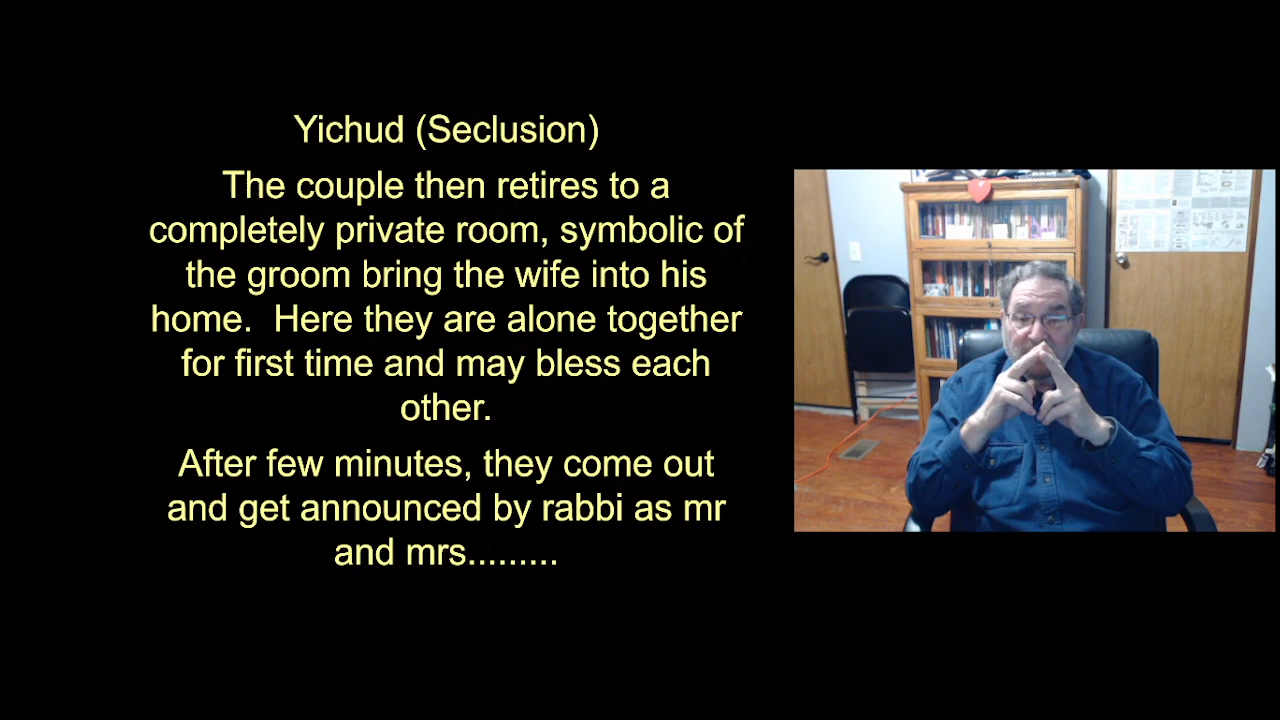 Yichud (Seclusion)
The couple then retires to a
completely private room, symbolic of
the groom bring the wife into his
home.  Here they are alone together
for first time and may bless each
other.
After few minutes, they come out
and get announced by rabbi as mr
and mrs.........